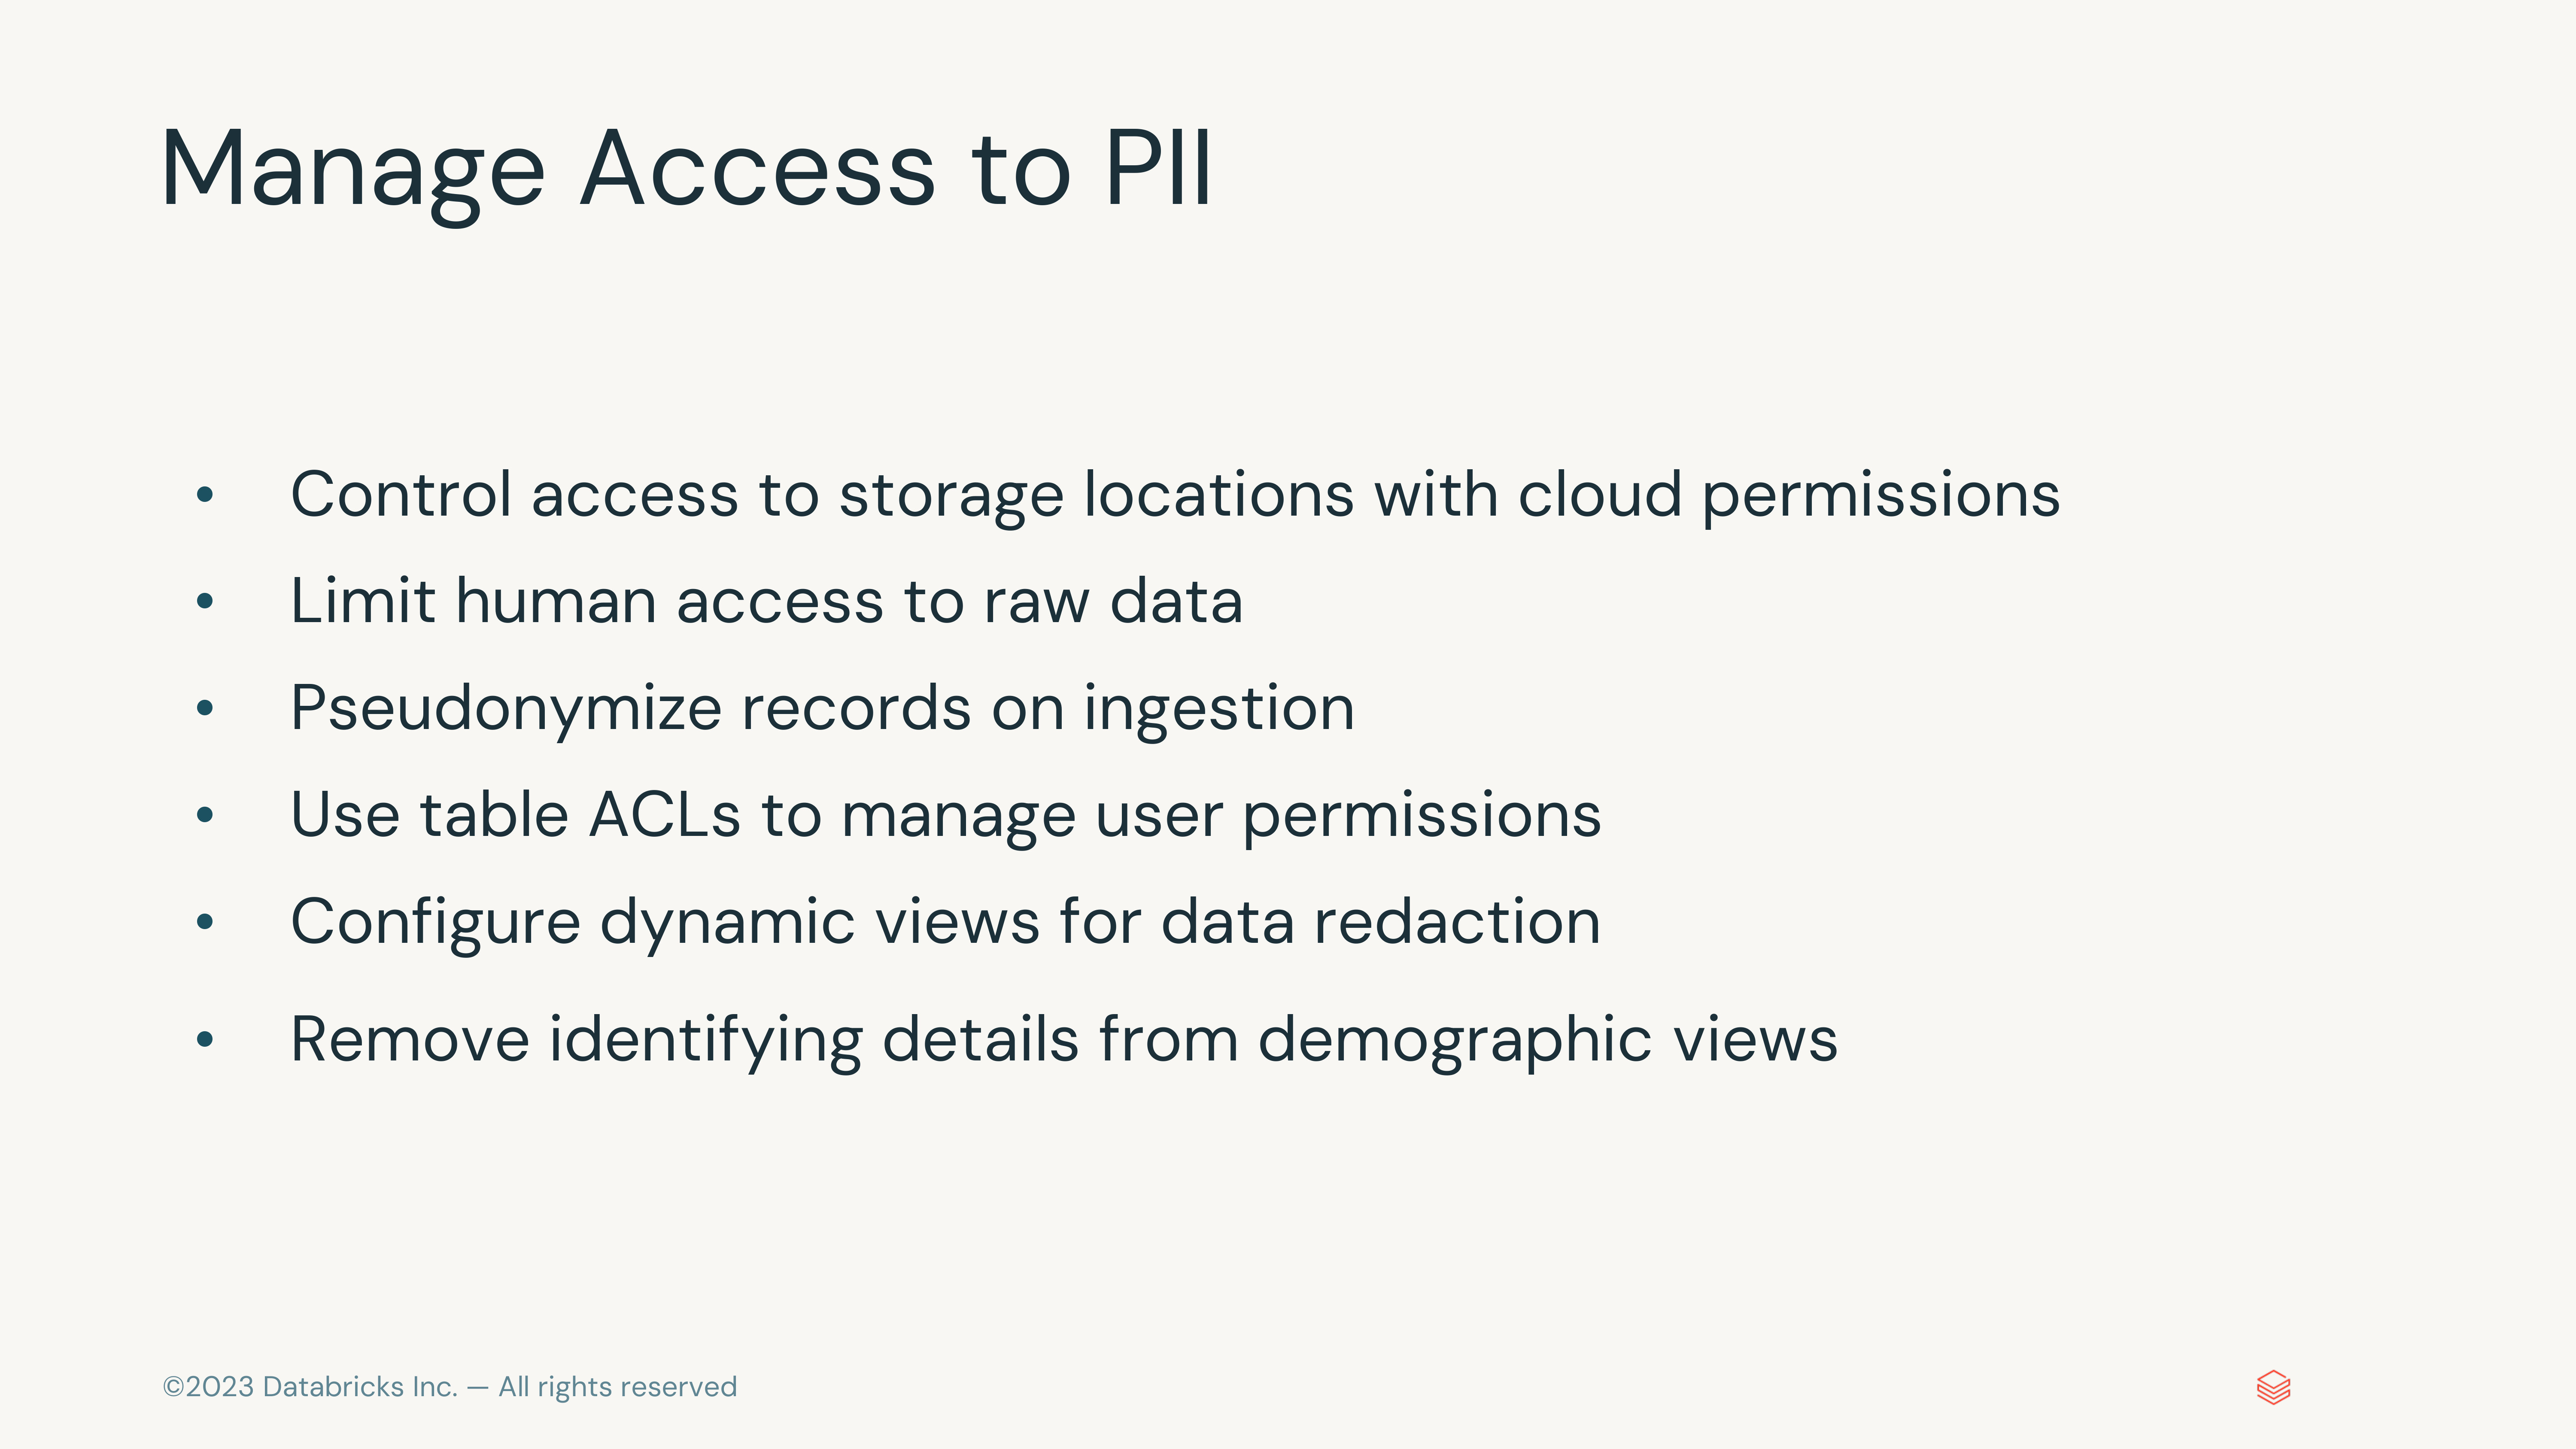 Manage Access to PII
• Control access to storage locations with cloud permissions
• Limit human access to raw data
• Pseudonymize records on ingestion
• Use table ACLs to manage user permissions
• Configure dynamic views for data redaction
• Remove identifying details from demographic views
©2023 Databricks Inc. — All rights reserved